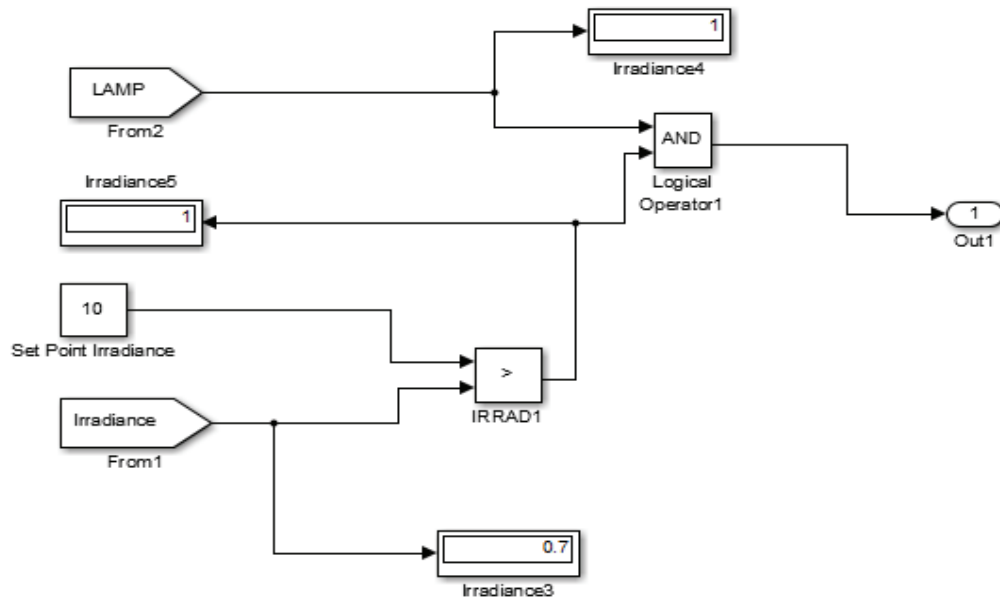 1
Irradiance4
LAMP
From2
AND
Logical
Operator1
Irradiance5
1
1
Out1
10
Set Point Irradiance
>
IRRAD1
Irradiance
From1
0.7
Irradiance3